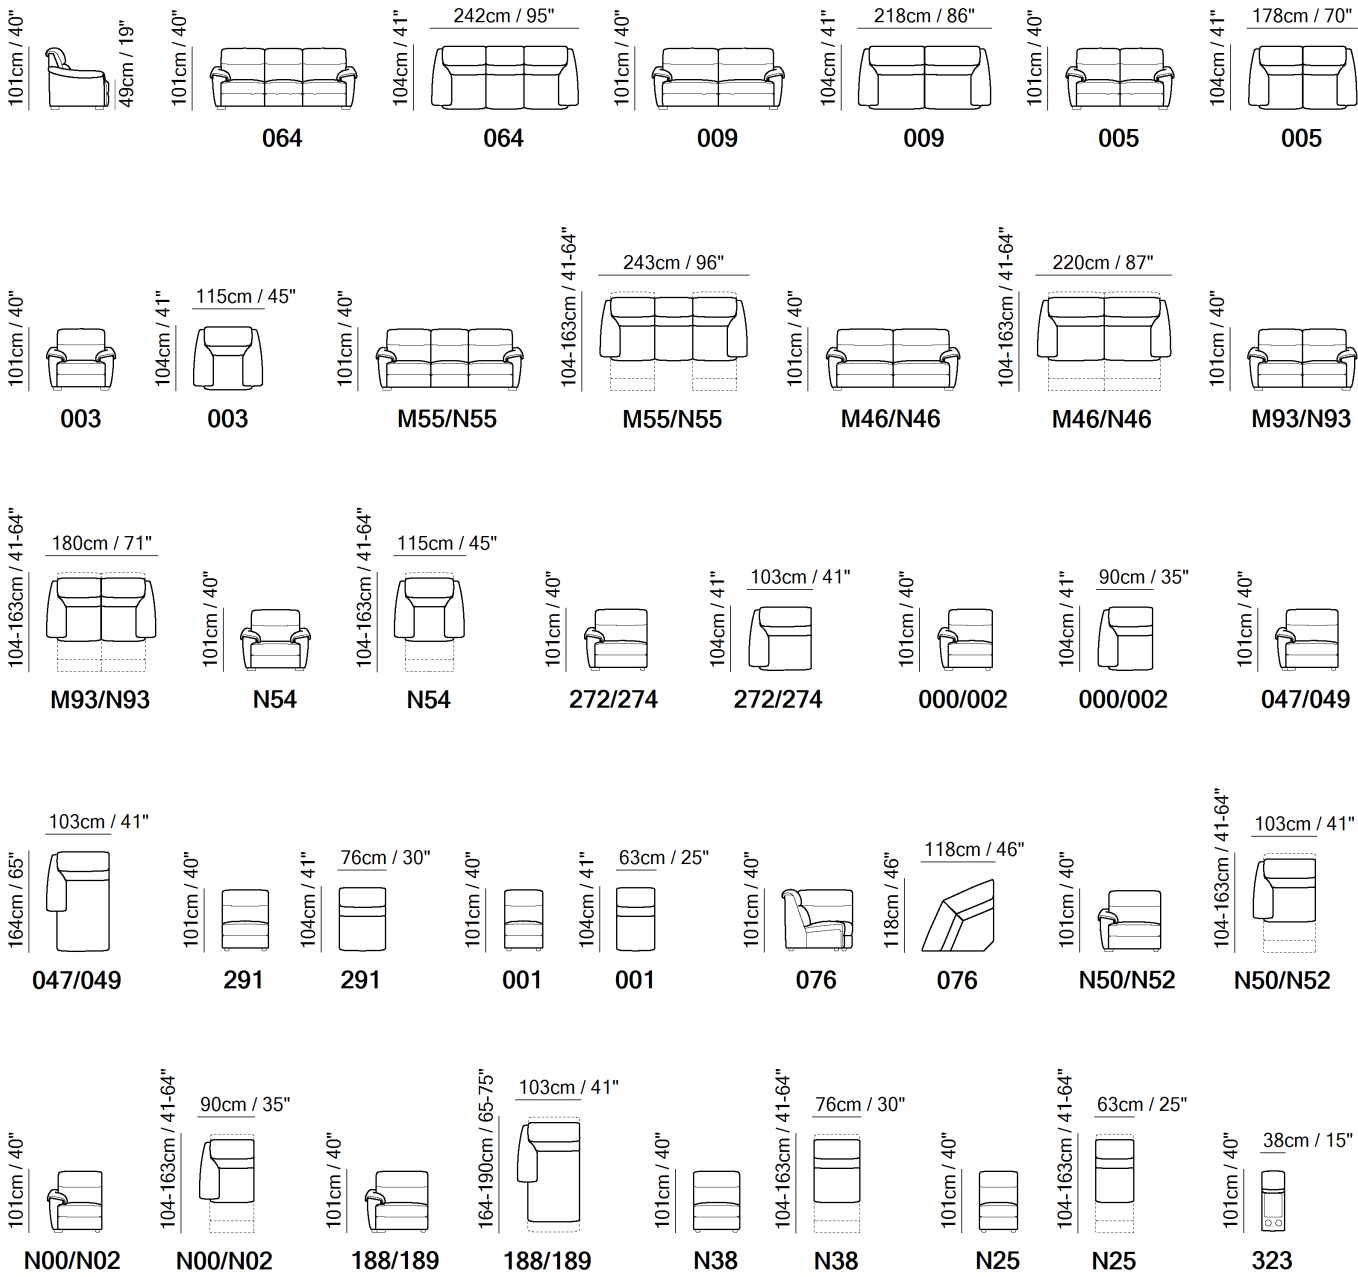 101cm / 40"
49cm / 19"
101cm / 40"
064
104cm / 41"
242cm / 95"
064
101cm / 40"
009
104cm / 41"
218cm / 86"
009
101cm / 40"
005
104cm / 41"
178cm / 70"
005
101cm / 40"
003
104cm / 41"
115cm / 45"
003
101cm / 40"
M55/N55
104-163cm / 41-64"
243cm / 96"
M55/N55
101cm / 40"
M46/N46
104-163cm / 41-64"
220cm / 87"
M46/N46
101cm / 40"
M93/N93
104-163cm / 41-64"
180cm / 71"
M93/N93
101cm / 40"
N54
104-163cm / 41-64"
115cm / 45"
N54
101cm / 40"
272/274
104cm / 41"
103cm / 41"
272/274
101cm / 40"
000/002
104cm / 41"
90cm / 35"
000/002
101cm / 40"
047/049
164cm / 65"
103cm / 41"
047/049
101cm / 40"
291
104cm / 41"
76cm / 30"
291
101cm / 40"
001
104cm / 41"
63cm / 25"
001
101cm / 40"
076
118cm / 46"
118cm / 46"
076
101cm / 40"
N50/N52
104-163cm / 41-64"
103cm / 41"
N50/N52
101cm / 40"
N00/N02
104-163cm / 41-64"
90cm / 35"
N00/N02
101cm / 40"
188/189
164-190cm / 65-75"
103cm / 41"
188/189
101cm / 40"
N38
104-163cm / 41-64"
76cm / 30"
N38
101cm / 40"
N25
104-163cm / 41-64"
63cm / 25"
N25
101cm / 40"
38cm / 15"
323